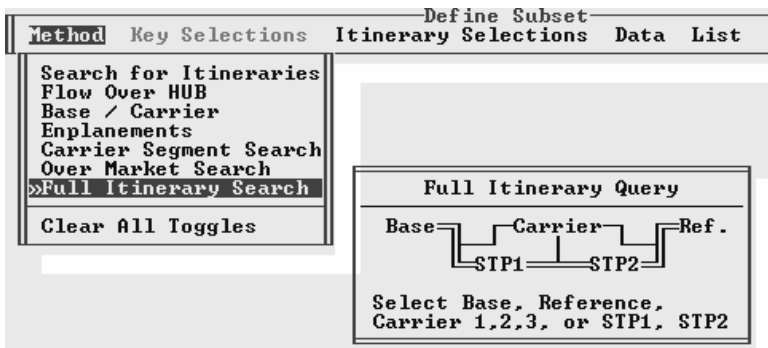 Define Subset
Method Key Selections Itinerary Selections Data List
Search for Itineraries
Flow Over HUB
Base / Carrier
Enplanements
Carrier Segment Search
Over Market Search
»Full Itinerary Search
Clear All Toggles
Full Itinerary Query
Base Carrier Ref.
STP1 STP2
Select Base, Reference,
Carrier 1,2,3, or STP1, STP2